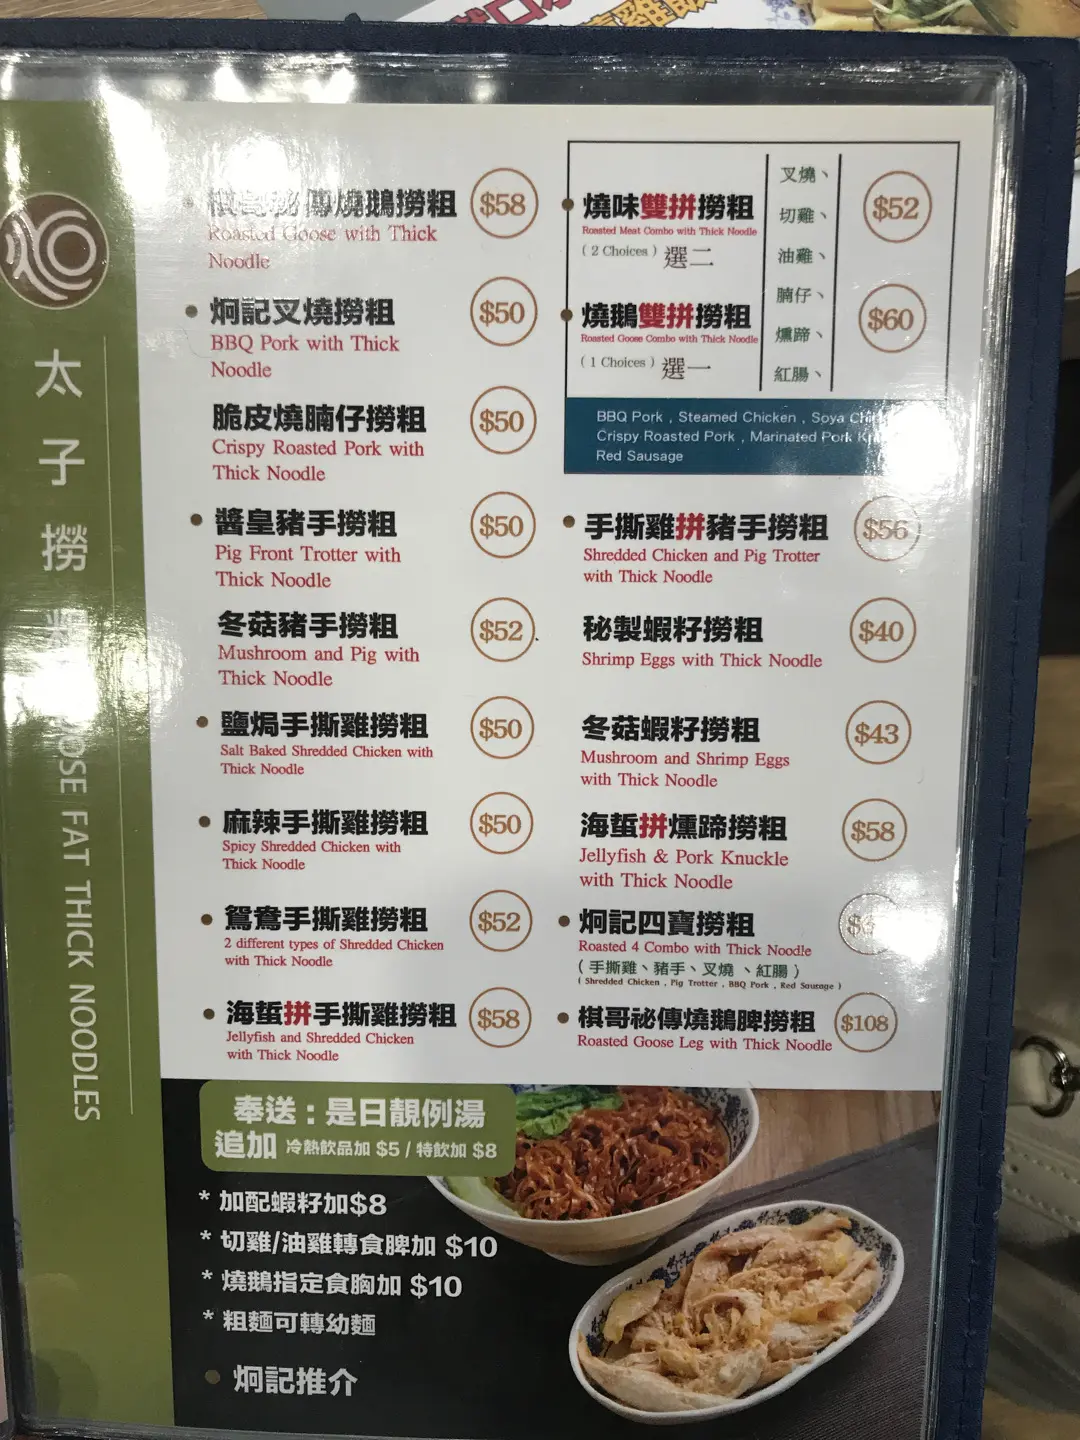 太子撈
OSE FAT THICK NOODLES
棋哥祕傳燒鵝撈粗 $58
Roasted Goose with Thick
Noodle
炯記叉燒撈粗 $50
BBQ Pork with Thick
Noodle
脆皮燒腩仔撈粗 $50
Crispy Roasted Pork with
Thick Noodle
醬皇豬手撈粗 $50
Pig Front Trotter with
Thick Noodle
冬菇豬手撈粗 $52
Mushroom and Pig with
Thick Noodle
鹽焗手撕雞撈粗 $50
Salt Baked Shredded Chicken with
Thick Noodle
麻辣手撕雞撈粗 $50
Spicy Shredded Chicken with
Thick Noodle
鴛鴦手撕雞撈粗 $52
2 different types of Shredded Chicken
with Thick Noodle
海蜇拼手撕雞撈粗 $58
Jellyfish and Shredded Chicken
with Thick Noodle
燒味雙拼撈粗 $52
Roasted Meat Combo with Thick Noodle
( 2 Choices ) 選二
燒鵝雙拼撈粗 $60
Roasted Goose Combo with Thick Noodle
( 1 Choices ) 選一
叉燒、
切雞、
油雞、
腩仔、
燻蹄、
紅腸、
BBQ Pork , Steamed Chicken , Soya
Crispy Roasted Pork , Marinated Pork
Red Sausage
手撕雞拼豬手撈粗 $56
Shredded Chicken and Pig Trotter
with Thick Noodle
秘製蝦籽撈粗 $40
Shrimp Eggs with Thick Noodle
冬菇蝦籽撈粗 $43
Mushroom and Shrimp Eggs
with Thick Noodle
海蜇拼燻蹄撈粗 $58
Jellyfish & Pork Knuckle
with Thick Noodle
炯記四寶撈粗
Roasted 4 Combo with Thick Noodle
( 手撕雞、豬手、叉燒 、紅腸 )
( Shredded Chicken , Pig Trotter , BBQ Pork , Red Sausage )
棋哥祕傳燒鵝脾撈粗 $108
Roasted Goose Leg with Thick Noodle
奉送：是日靚例湯
追加 冷熱飲品加 $5 / 特飲加 $8
* 加配蝦籽加$8
* 切雞/油雞轉食脾加 $10
* 燒鵝指定食胸加 $10
* 粗麵可轉幼麵
炯記推介